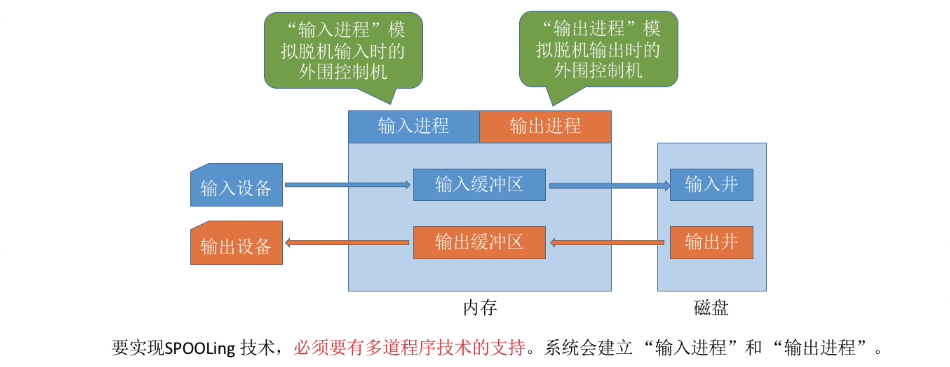 “输入进程”模
拟脱机输入时的
外围控制机
“输出进程”模
拟脱机输出时的
外围控制机
输入进程
输出进程
输入设备
输入缓冲区
输入井
输出设备
输出缓冲区
输出井
内存
磁盘
要实现SPOOLing 技术，必须要有多道程序技术的支持。系统会建立 “输入进程”和 “输出进程”。